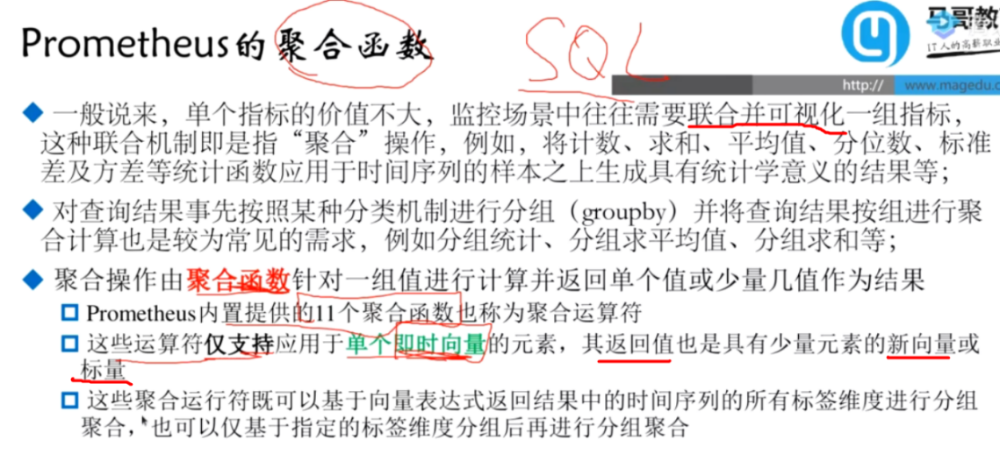 Prometheus的聚合函数
SQL
马哥教
IT人的高薪职业
http://
www.magedu.c
一般说来，单个指标的价值不大，监控场景中往往需要联合并可视化一组指标，
这种联合机制即是指“聚合”操作，例如，将计数、求和、平均值、分位数、标准
差及方差等统计函数应用于时间序列的样本之上生成具有统计学意义的结果等；
对查询结果事先按照某种分类机制进行分组（groupby）并将查询结果按组进行聚
合计算也是较为常见的需求，例如分组统计、分组求平均值、分组求和等；
聚合操作由聚合函数针对一组值进行计算并返回单个值或少量几值作为结果
Prometheus内置提供的11个聚合函数也称为聚合运算符
这些运算符仅支持应用于单个即时向量的元素，其返回值也是具有少量元素的新向量或
标量
这些聚合运行符既可以基于向量表达式返回结果中的时间序列的所有标签维度进行分组
聚合，也可以仅基于指定的标签维度分组后再进行分组聚合